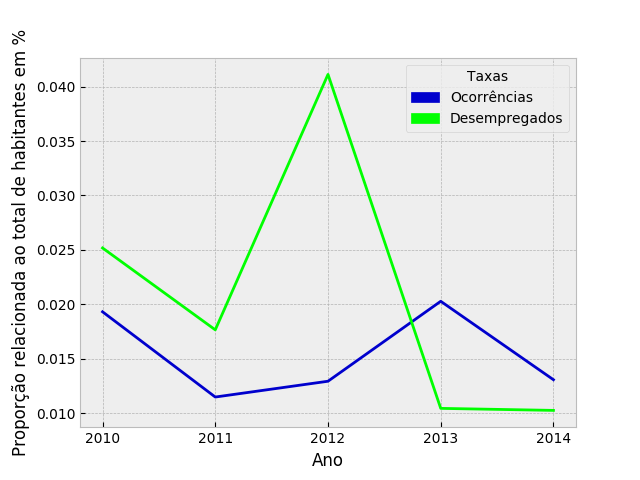 Proporção relacionada ao total de habitantes em %
0.040
0.035
0.030
0.025
0.020
0.015
0.010
Taxas
Ocorrências
Desempregados
2010 2011 2012 2013 2014
Ano